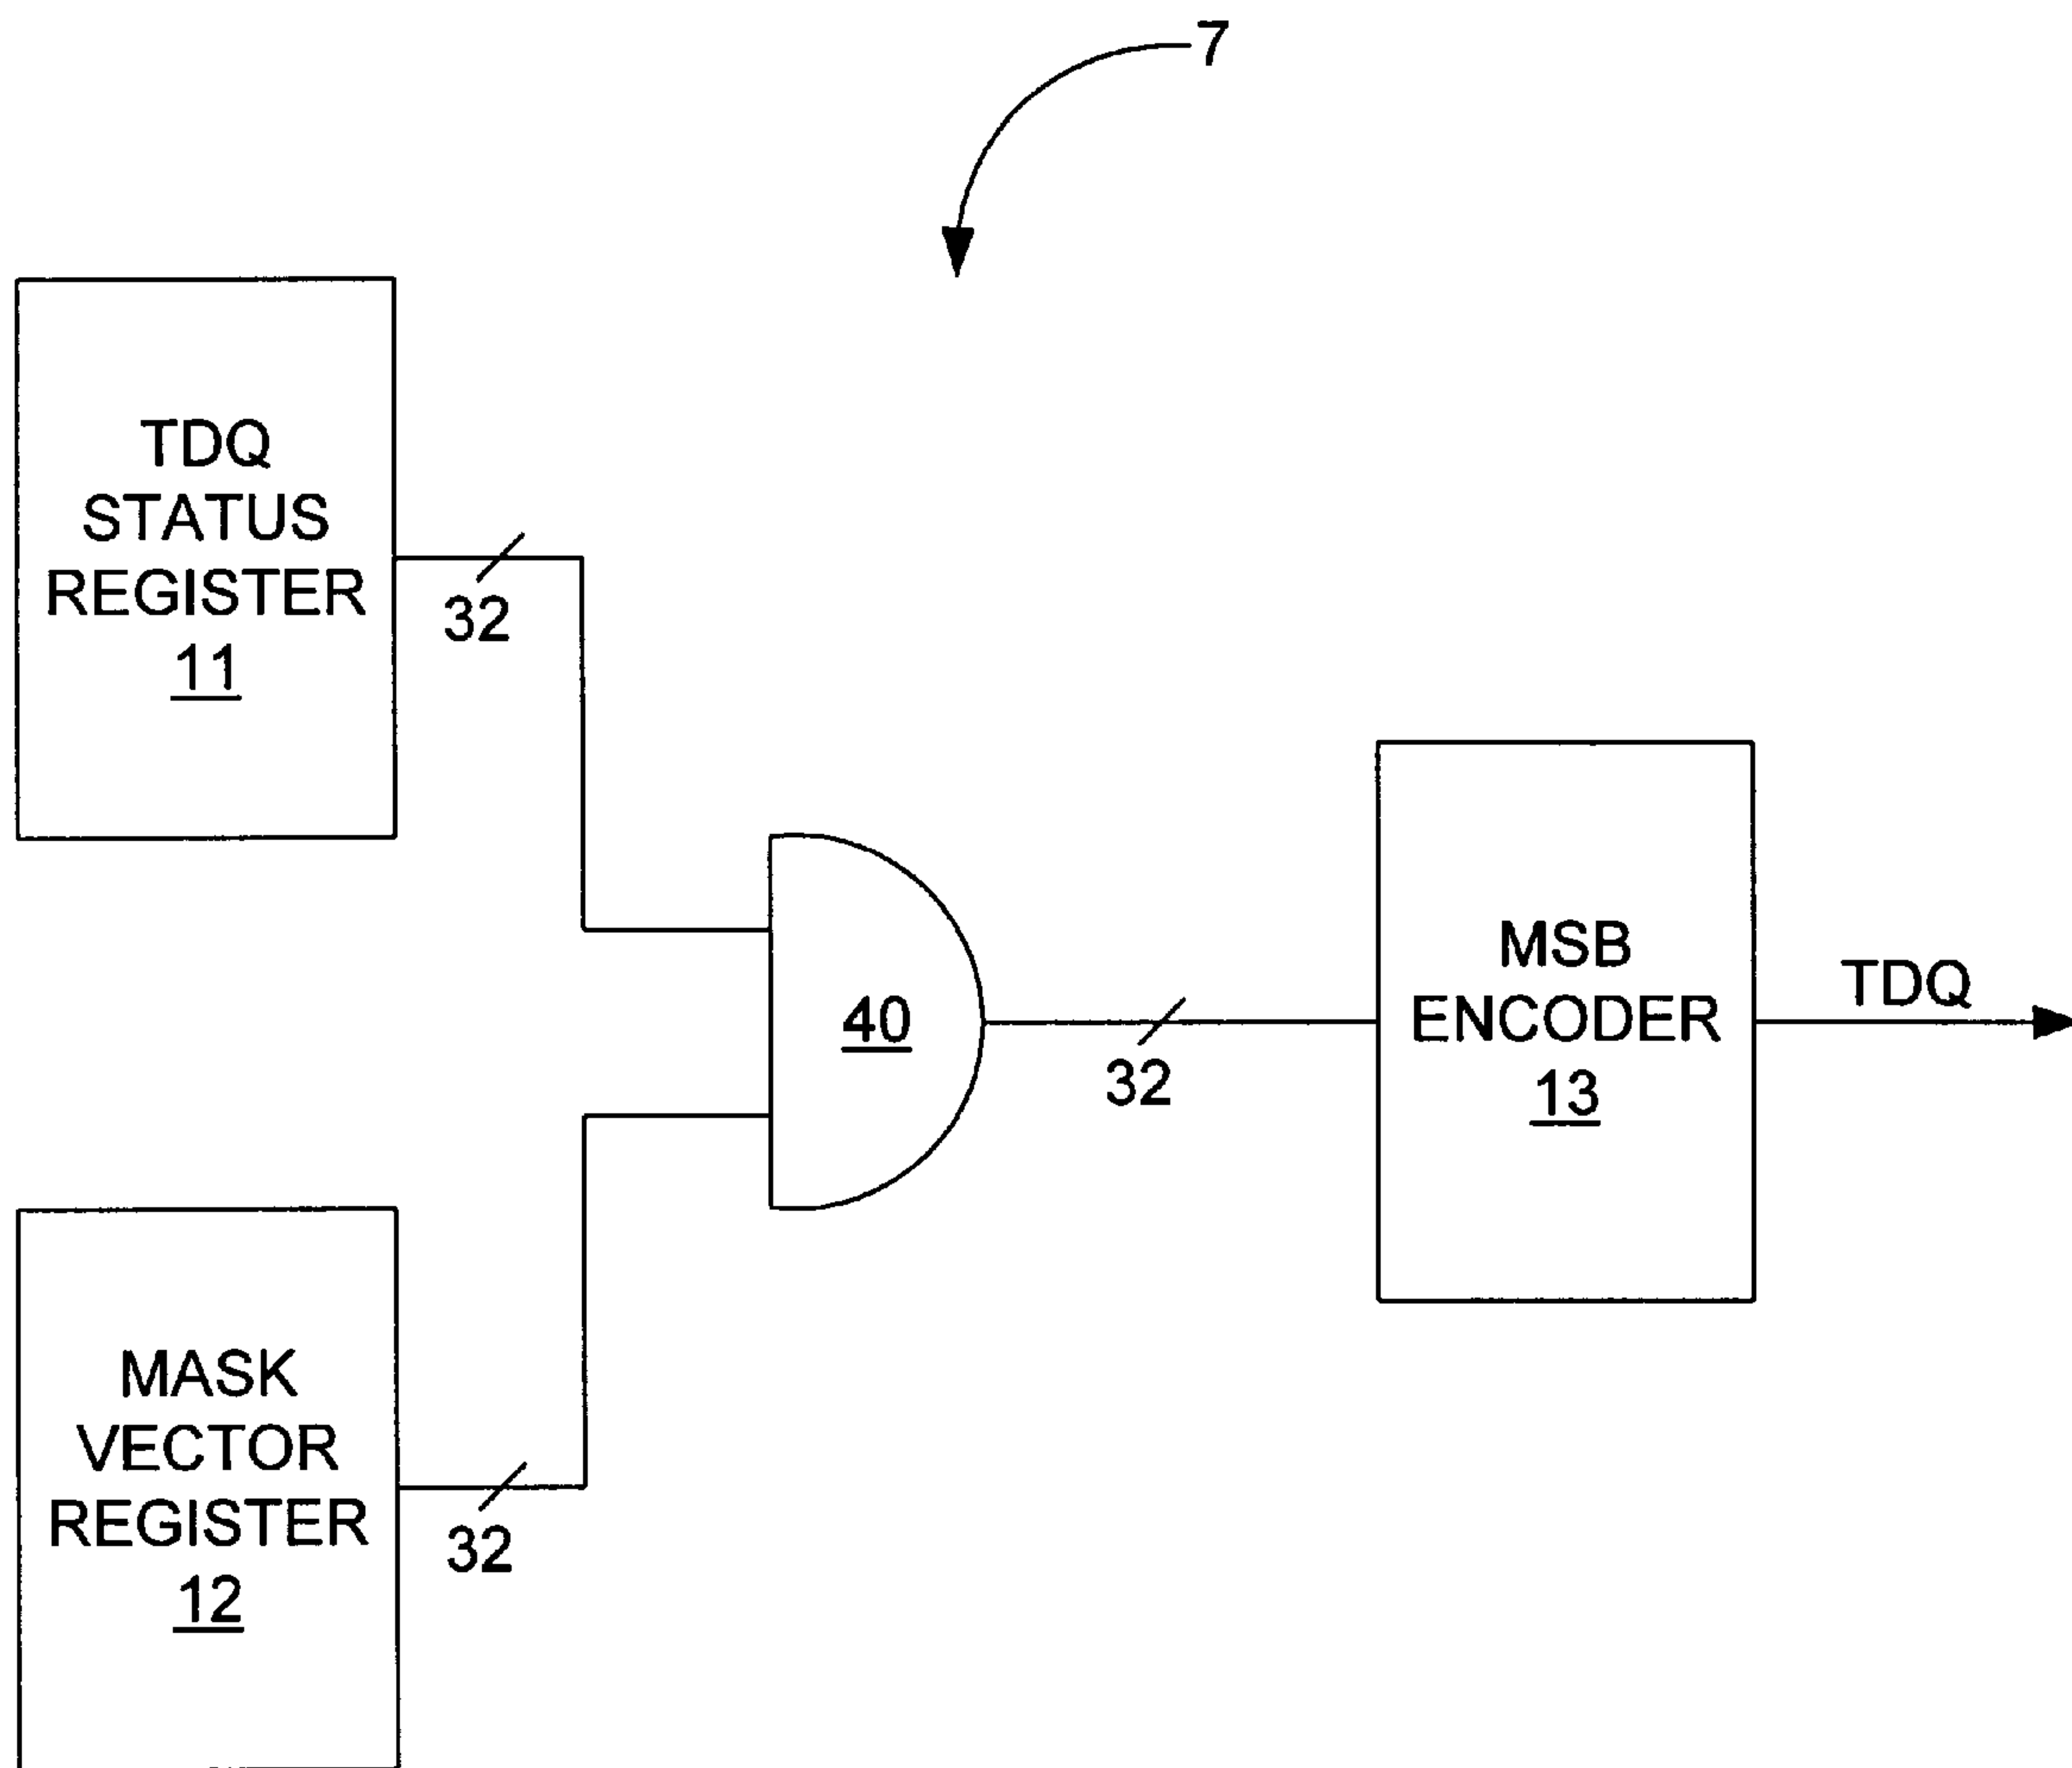 7
TDQ
STATUS
REGISTER
11
32
MSB
ENCODER
13
TDQ
40
32
MASK
VECTOR
REGISTER
12
32